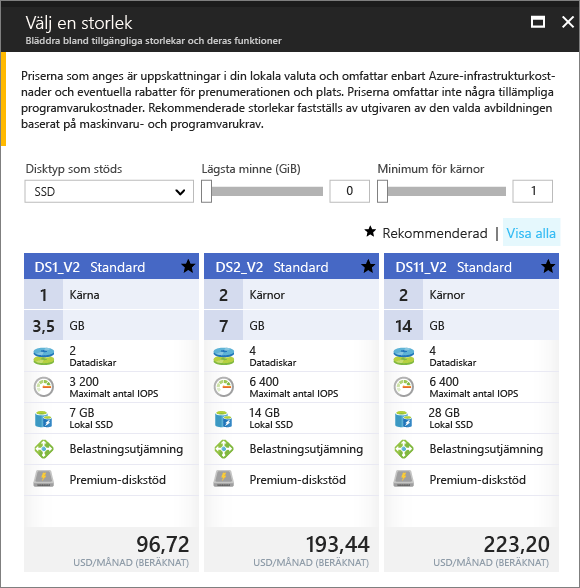 Välj en storlek
Bläddra bland tillgängliga storlekar och deras funktioner
Priserna som anges är uppskattningar i din lokala valuta och omfattar enbart Azure-infrastrukturkost-
nader och eventuella rabatter för prenumerationen och plats. Priserna omfattar inte några tillämpliga
programvarukostnader. Rekommenderade storlekar fastställs av utgivaren av den valda avbildningen
baserat på maskinvaru- och programvarukrav.
Disktyp som stöds
SSD
Lägsta minne (GiB)
0
Minimum för kärnor
1
Rekommenderad | Visa alla
DS1_V2 Standard
1 Kärna
3,5 GB
2
Datadiskar
3 200
Maximalt antal IOPS
7 GB
Lokal SSD
Belastningsutjämning
Premium-diskstöd
96,72
USD/MÅNAD (BERÄKNAT)
DS2_V2 Standard
2 Kärnor
7 GB
4
Datadiskar
6 400
Maximalt antal IOPS
14 GB
Lokal SSD
Belastningsutjämning
Premium-diskstöd
193,44
USD/MÅNAD (BERÄKNAT)
DS11_V2 Standard
2 Kärnor
14 GB
4
Datadiskar
6 400
Maximalt antal IOPS
28 GB
Lokal SSD
Belastningsutjämning
Premium-diskstöd
223,20
USD/MÅNAD (BERÄKNAT)